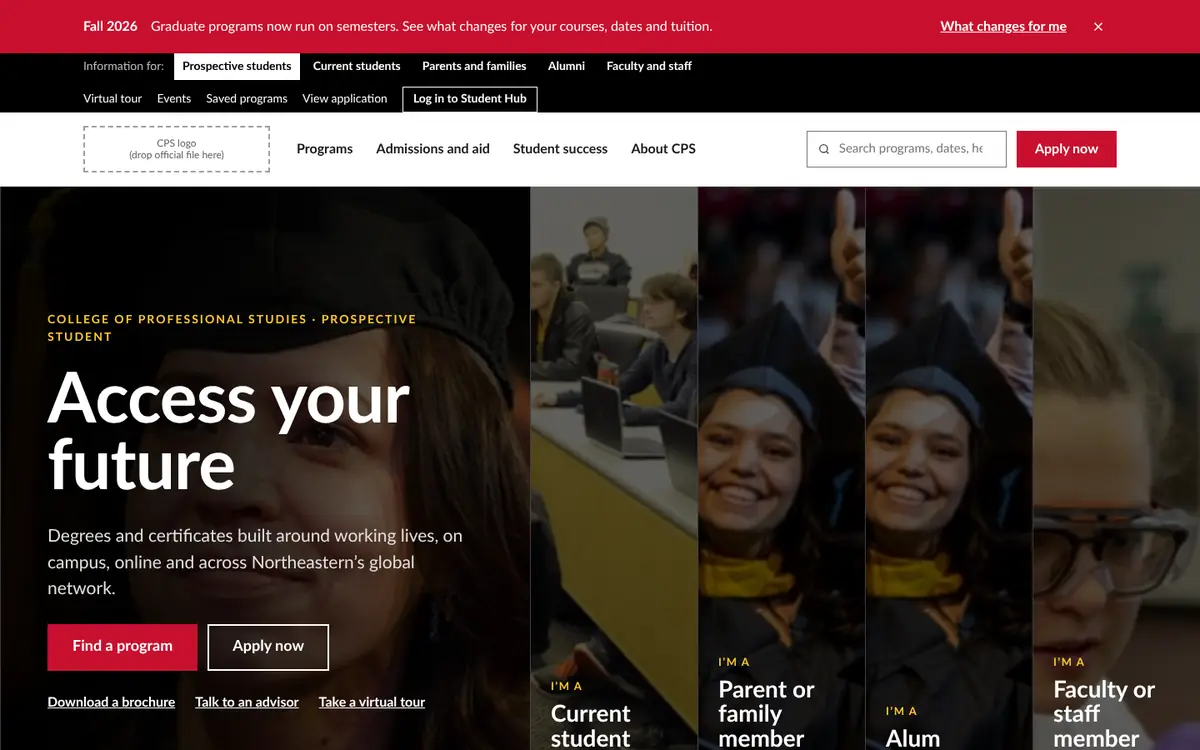 Fall 2026 Graduate programs now run on semesters. See what changes for your courses, dates and tuition. What changes for me ×
Information for: Prospective students Current students Parents and families Alumni Faculty and staff
Virtual tour Events Saved programs View application Log in to Student Hub
CPS logo
(drop official file here)
Programs Admissions and aid Student success About CPS
Search programs, dates, he
Apply now
COLLEGE OF PROFESSIONAL STUDIES · PROSPECTIVE
STUDENT
Access your
future
Degrees and certificates built around working lives, on
campus, online and across Northeastern's global
network.
Find a program Apply now
Download a brochure Talk to an advisor Take a virtual tour
I'M A
Current
student
I'M A
Parent or
family
member
I'M A
Alum
I'M A
Faculty or
staff
member